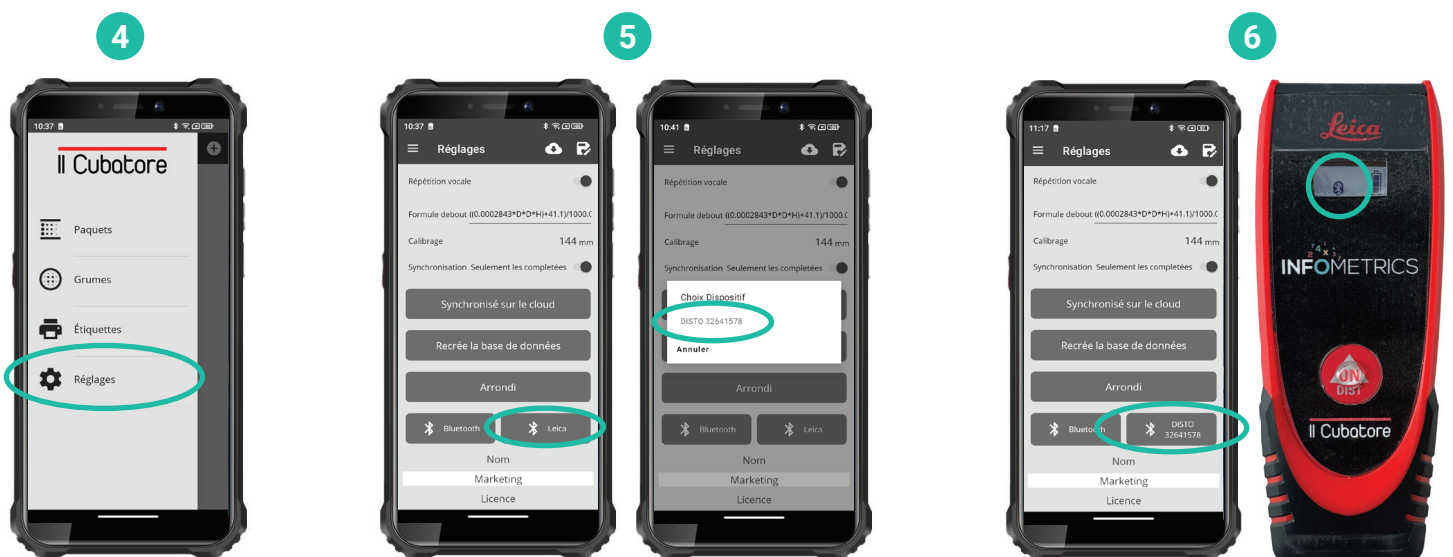 4
5
6
10:37
Il Cubatore
Paquets
Grumes
Étiquettes
Réglages
10:37
Réglages
Répétition vocale
Formule debout ((0.0002843*D*D*H)+41.1)/1000.0
Calibrage 144 mm
Synchronisation Seulement les completées
Synchronisé sur le cloud
Recrée la base de données
Arrondi
Bluetooth Leica
Nom
Marketing
Licence
10:41
Réglages
Répétition vocale
Formule debout ((0.0002843*D*D*H)+41.1)/1000.(
Calibrage 144 mm
Synchronisation Seulement les completées
Choix Dispositif
DISTO 32641578
Annuler
Arrondi
Bluetooth Leica
Nom
Marketing
Licence
11:17
Réglages
Répétition vocale
Formule debout ((0.0002843*D*D*H)+41.1)/1000.(
Calibrage 144 mm
Synchronisation Seulement les completées
Synchronisé sur le cloud
Recrée la base de données
Arrondi
Bluetooth DISTO
32641578
Nom
Marketing
Licence
Leica
INFOMETRICS
ON
DIST
Il Cubatore